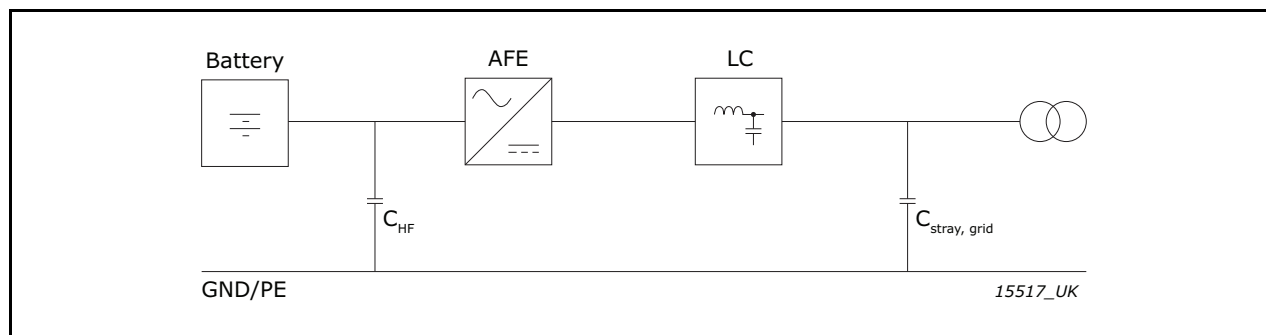 Battery
AFE
LC
C_HF
C_stray, grid
GND/PE
15517_UK